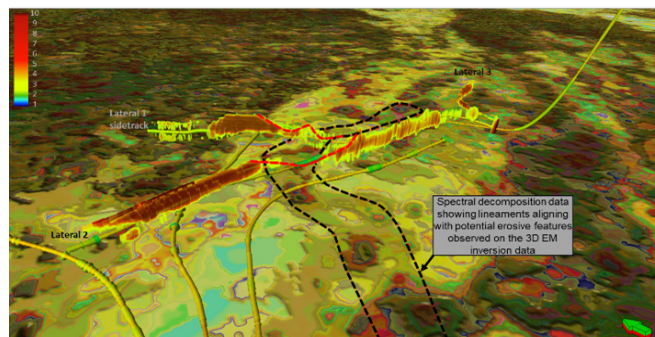 10
9
8
7
6
5
4
3
2
1
Lateral 3
Lateral 1
sidetrack
Lateral 2
Spectral decomposition data
showing lineaments aligning
with potential erosive features
observed on the 3D EM
inversion data